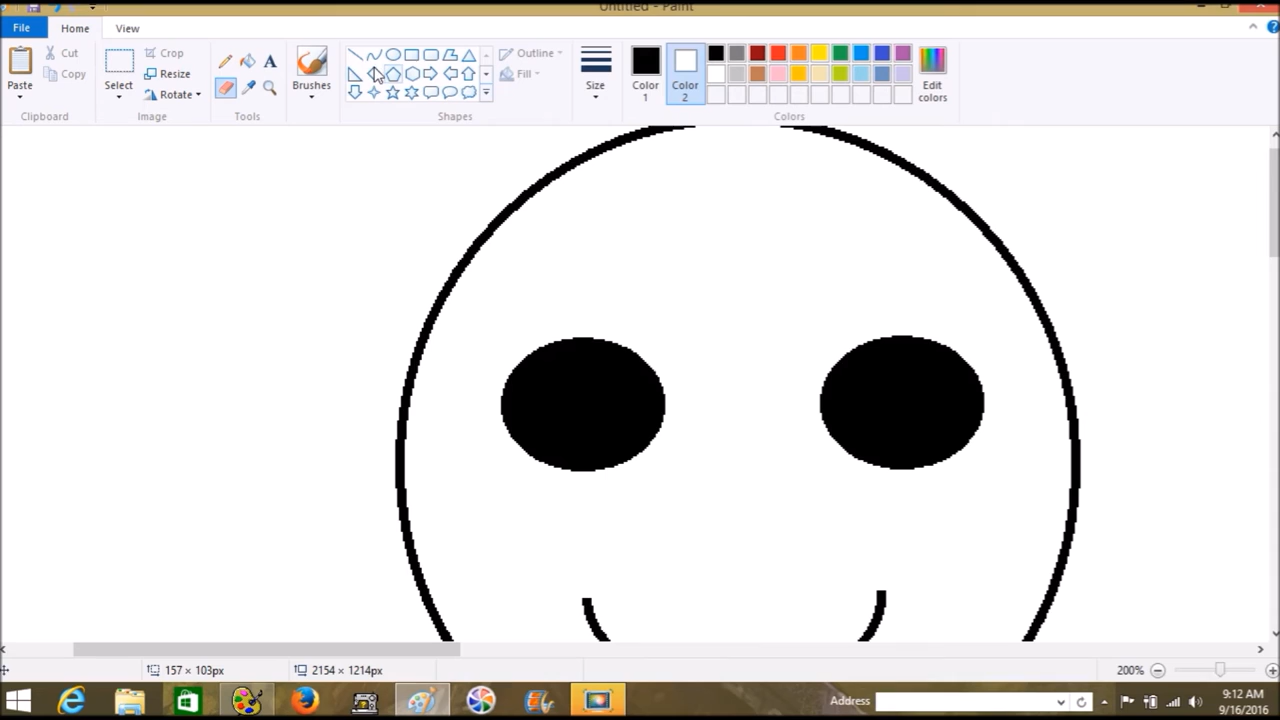 Untitled - Paint
File Home View
Cut
Copy
Paste
Clipboard
Crop
Resize
Rotate
Select
Image
A
Tools
Brushes
Outline
Fill
Shapes
Size
Color 1
Color 2
Edit colors
Colors
157 × 103px
2154 × 1214px
200%
Address
9:12 AM
9/16/2016